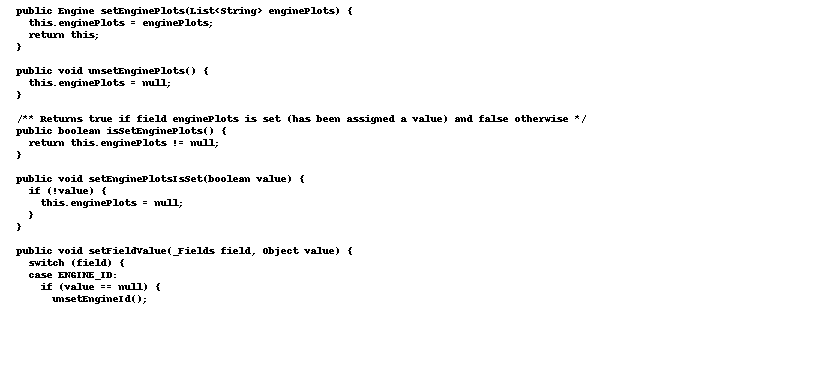 public Engine setEnginePlots(List<String> enginePlots) {
this.enginePlots = enginePlots;
return this;
}
public void unsetEnginePlots() {
this.enginePlots = null;
}
/** Returns true if field enginePlots is set (has been assigned a value) and false otherwise */
public boolean isSetEnginePlots() {
return this.enginePlots != null;
}
public void setEnginePlotsIsSet(boolean value) {
if (!value) {
this.enginePlots = null;
}
}
public void setFieldValue(_Fields field, Object value) {
switch (field) {
case ENGINE_ID:
if (value == null) {
unsetEngineId();